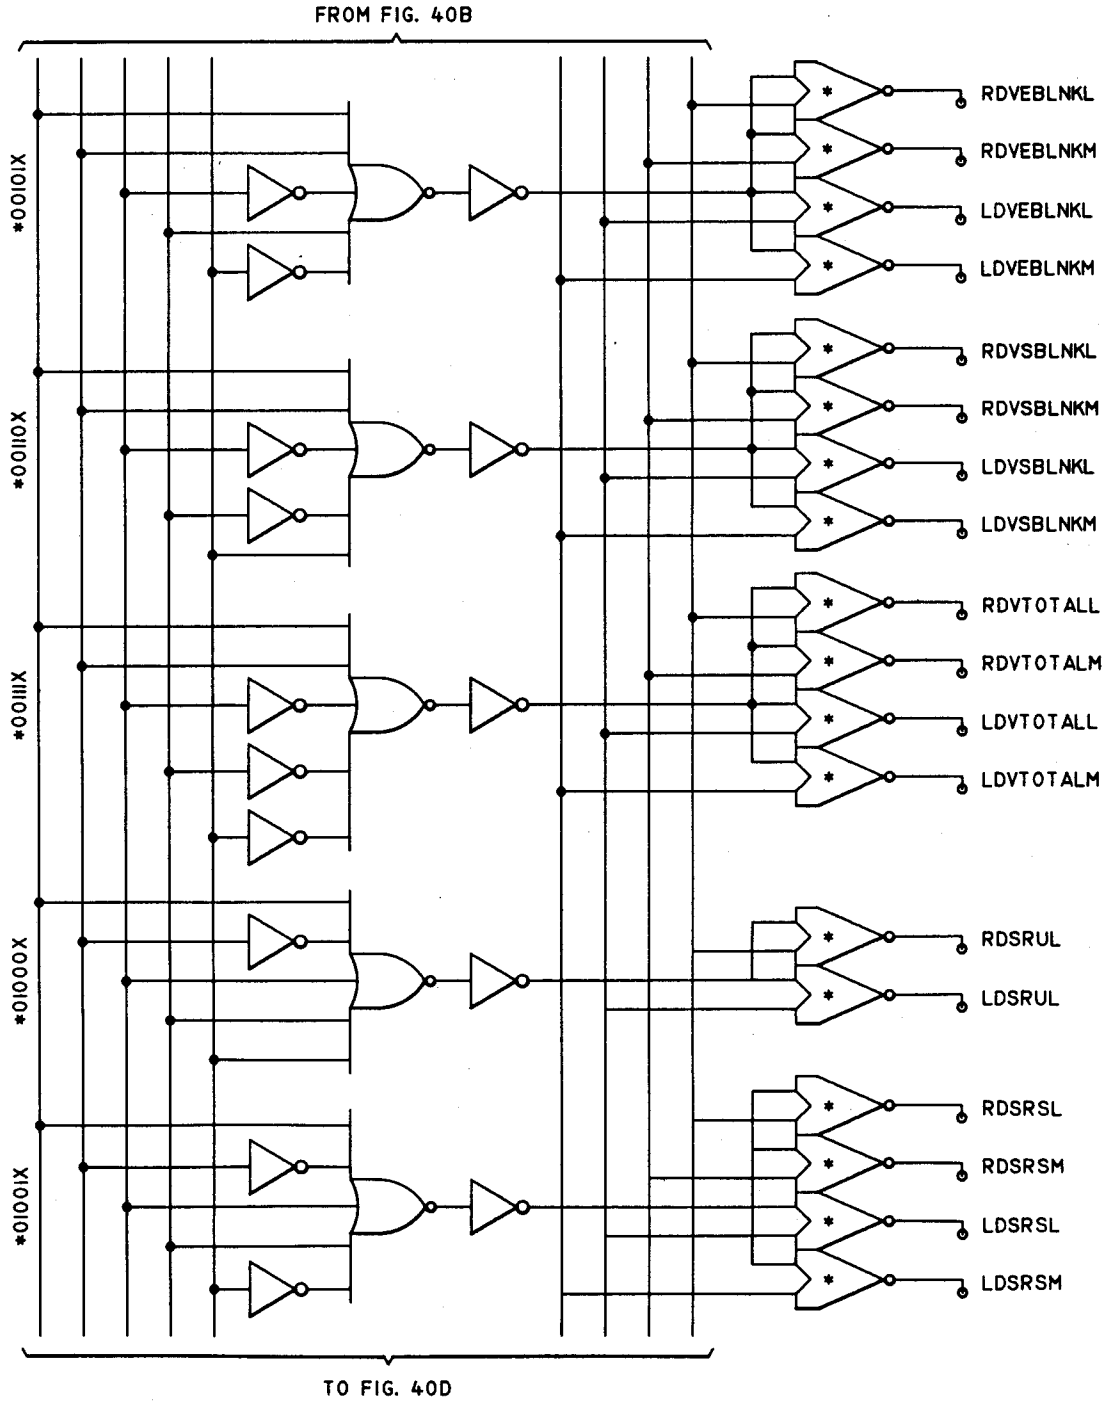 FROM FIG. 40B
*00101X
RDVEBLNKL
RDVEBLNKM
LDVEBLNKL
LDVEBLNKM
*00110X
RDVSBLNKL
RDVSBLNKM
LDVSBLNKL
LDVSBLNKM
*00111X
RDVTOTALL
RDVTOTALM
LDVTOTALL
LDVTOTALM
*01000X
RDSRUL
LDSRUL
*01001X
RDSRSL
RDSRSM
LDSRSL
LDSRSM
TO FIG. 40D